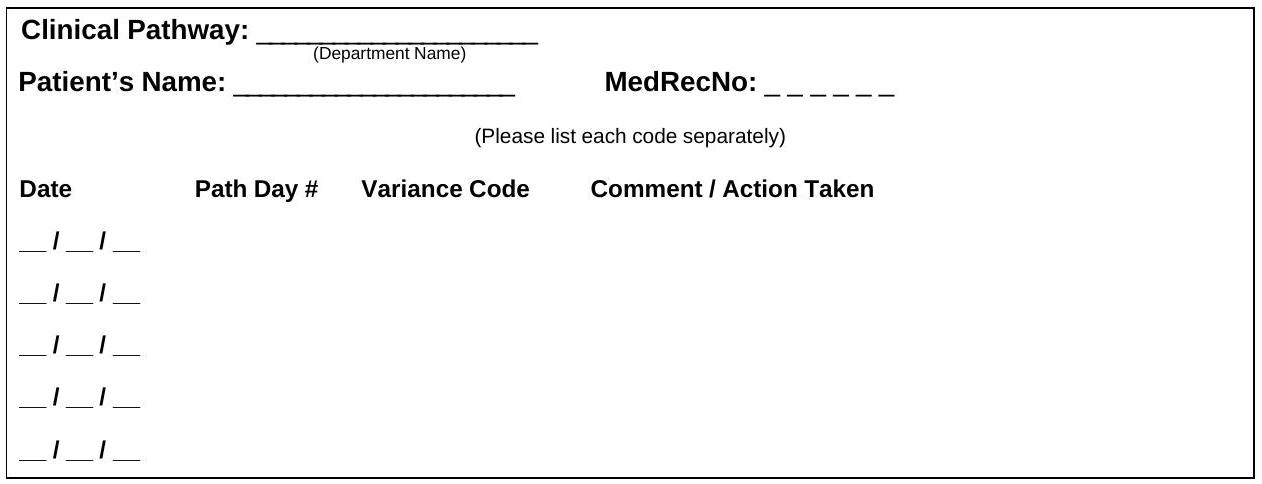 Clinical Pathway: ____________________
(Department Name)
Patient’s Name: ____________________ MedRecNo: _ _ _ _ _ _
(Please list each code separately)
Date Path Day # Variance Code Comment / Action Taken
__ / __ / __
__ / __ / __
__ / __ / __
__ / __ / __
__ / __ / __